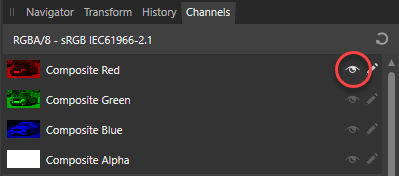 Navigator Transform History Channels
RGBA/8 - sRGB IEC61966-2.1
Composite Red
Composite Green
Composite Blue
Composite Alpha